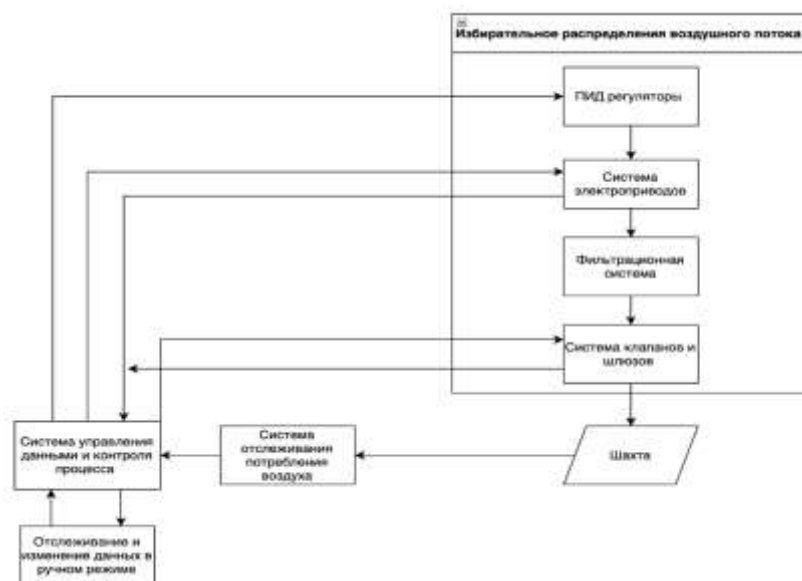 Избирательное распределения воздушного потока
ПИД регуляторы
Система
электроприводов
Фильтрационная
система
Система клапанов и
шлюзов
Система управления
данными и контроля
процесса
Система
отслеживания
потребления
воздуха
Шахта
Отслеживание и
изменение данных в
ручном режиме